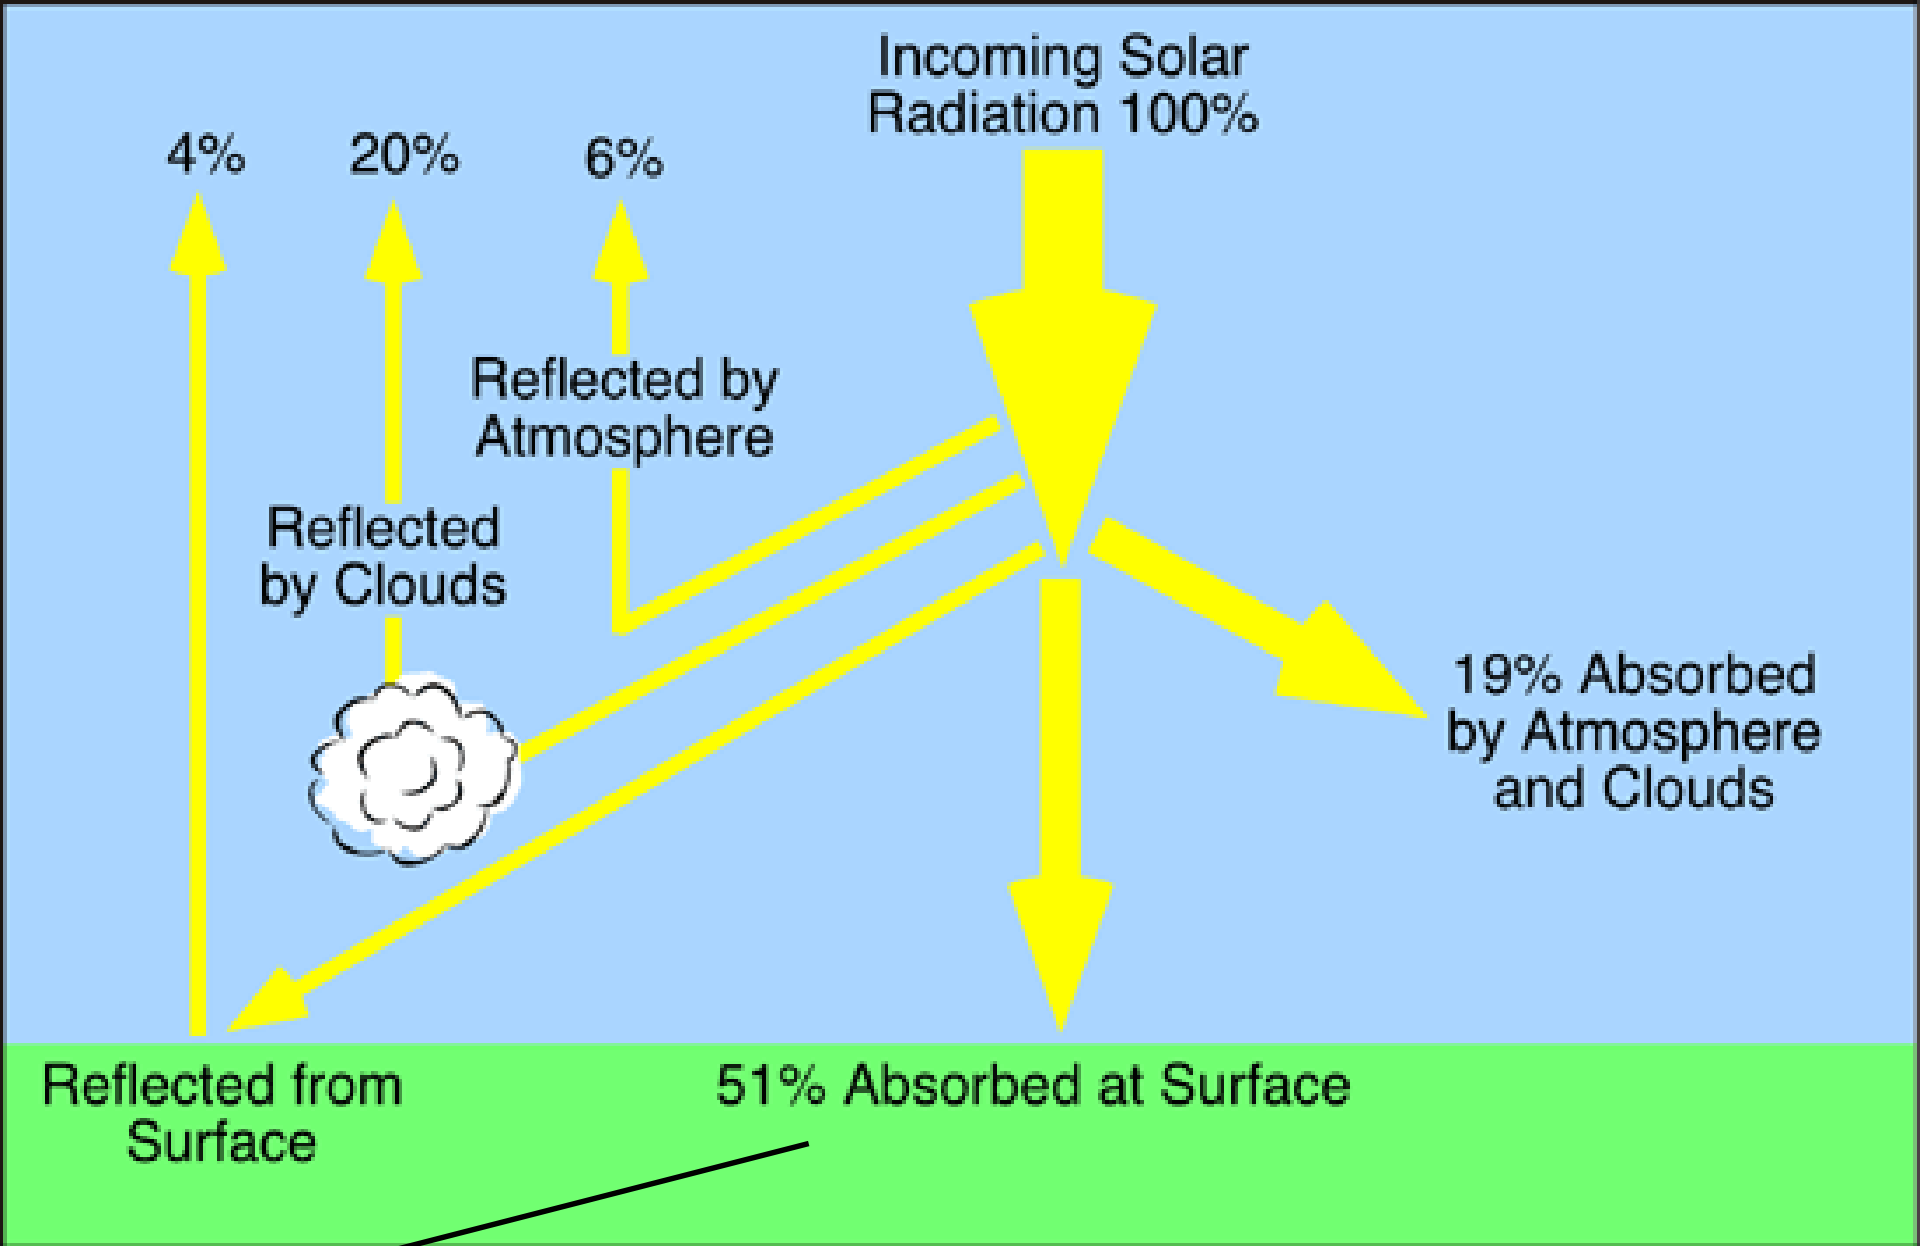 Incoming Solar
Radiation 100%
4%
20%
6%
Reflected by
Atmosphere
Reflected
by Clouds
19% Absorbed
by Atmosphere
and Clouds
Reflected from
Surface
51% Absorbed at Surface